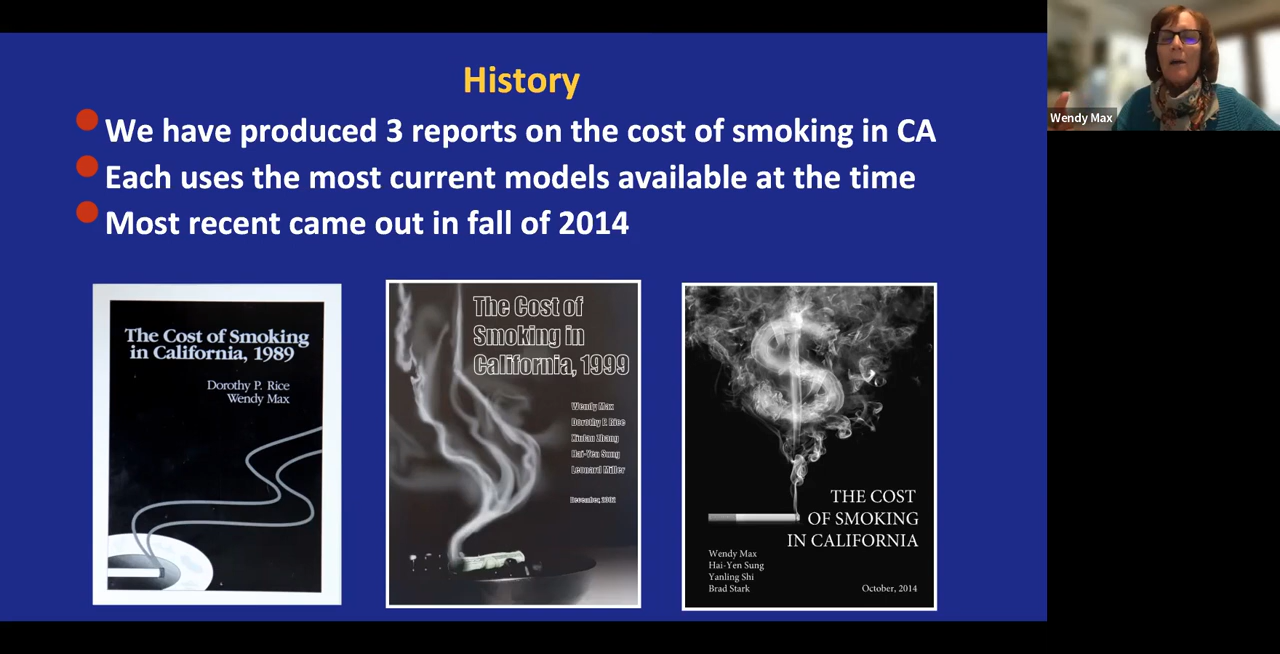 History
We have produced 3 reports on the cost of smoking in CA
Each uses the most current models available at the time
Most recent came out in fall of 2014
The Cost of Smoking
in California, 1989
Dorothy P. Rice
Wendy Max
The Cost of
Smoking in
California, 1999
Wendy Max
Dorothy P. Rice
Xiulan Zhang
Hai-Yen Sung
Leonard Miller
December, 2002
THE COST
OF SMOKING
IN CALIFORNIA
Wendy Max
Hai-Yen Sung
Yanling Shi
Brad Stark
October, 2014
Wendy Max